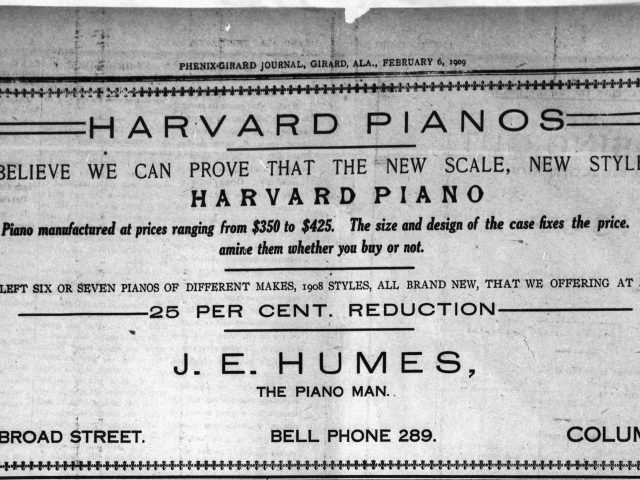 PHENIX-GIRARD JOURNAL, GIRARD, ALA., FEBRUARY 6, 1909
HARVARD PIANOS
BELIEVE WE CAN PROVE THAT THE NEW SCALE, NEW STYLE
HARVARD PIANO
Piano manufactured at prices ranging from $350 to $425. The size and design of the case fixes the price.
amine them whether you buy or not.
LEFT SIX OR SEVEN PIANOS OF DIFFERENT MAKES, 1908 STYLES, ALL BRAND NEW, THAT WE OFFERING AT
25 PER CENT. REDUCTION
J. E. HUMES,
THE PIANO MAN.
BROAD STREET. BELL PHONE 289. COLUM